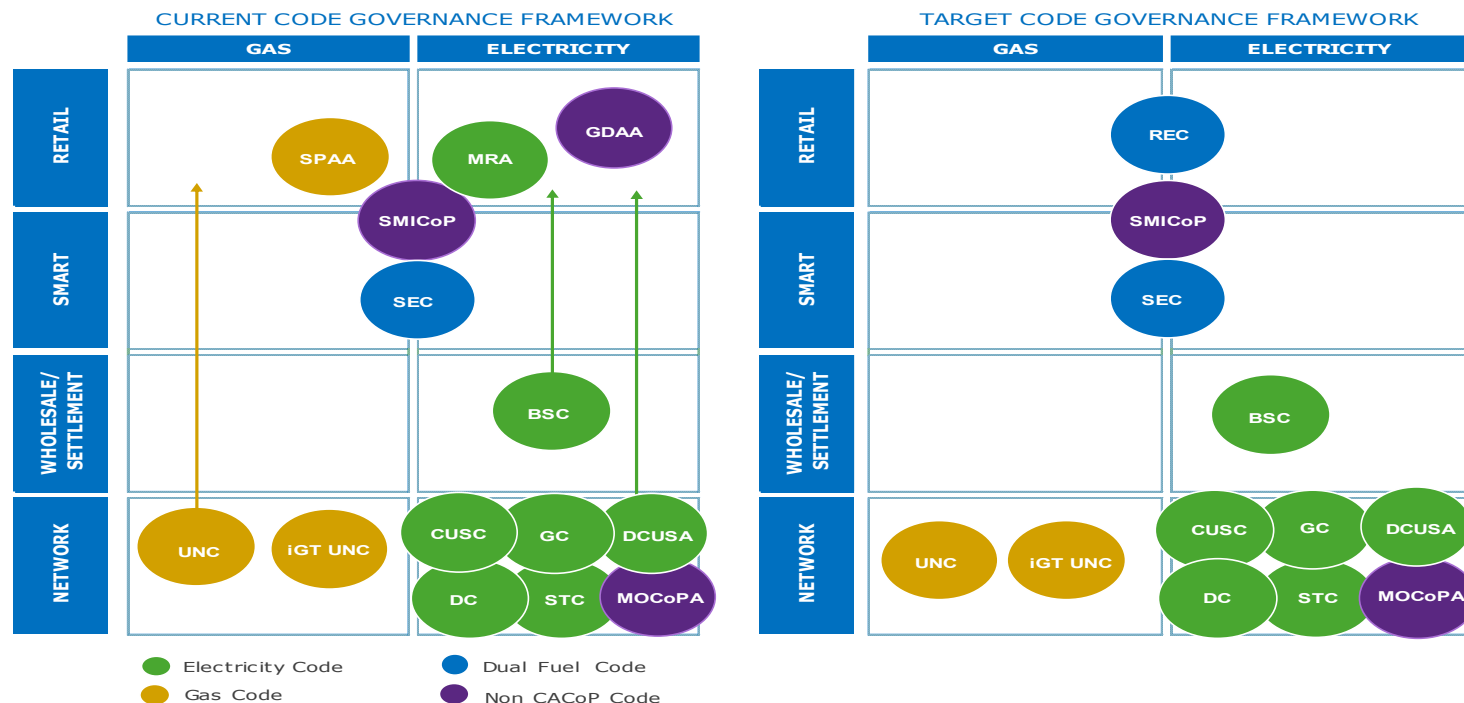 CURRENT CODE GOVERNANCE FRAMEWORK
GAS
ELECTRICITY
RETAIL
SPAA
MRA
GDAA
SMICoP
SMART
SEC
WHOLESALE/
SETTLEMENT
BSC
NETWORK
UNC
iGT UNC
CUSC
GC
DCUSA
DC
STC
MOCoPA
TARGET CODE GOVERNANCE FRAMEWORK
GAS
ELECTRICITY
RETAIL
REC
SMICoP
SMART
SEC
WHOLESALE/
SETTLEMENT
BSC
NETWORK
UNC
iGT UNC
CUSC
GC
DCUSA
DC
STC
MOCoPA
Electricity Code
Dual Fuel Code
Gas Code
Non CACoP Code